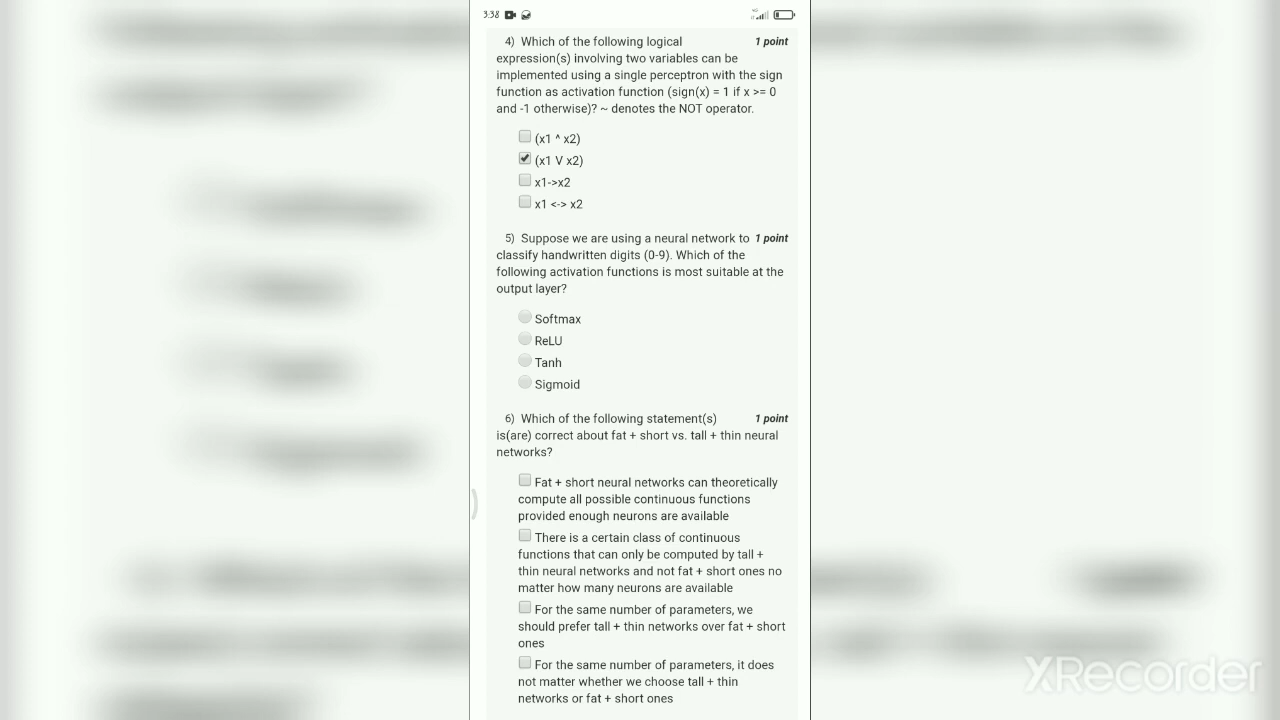 3:38
4) Which of the following logical 1 point
expression(s) involving two variables can be
implemented using a single perceptron with the sign
function as activation function (sign(x) = 1 if x >= 0
and -1 otherwise)? ~ denotes the NOT operator.
(x1 ^ x2)
(x1 V x2)
x1->x2
x1 <-> x2
5) Suppose we are using a neural network to 1 point
classify handwritten digits (0-9). Which of the
following activation functions is most suitable at the
output layer?
Softmax
ReLU
Tanh
Sigmoid
6) Which of the following statement(s) 1 point
is(are) correct about fat + short vs. tall + thin neural
networks?
Fat + short neural networks can theoretically
compute all possible continuous functions
provided enough neurons are available
There is a certain class of continuous
functions that can only be computed by tall +
thin neural networks and not fat + short ones no
matter how many neurons are available
For the same number of parameters, we
should prefer tall + thin networks over fat + short
ones
For the same number of parameters, it does
not matter whether we choose tall + thin
networks or fat + short ones
XRecorder